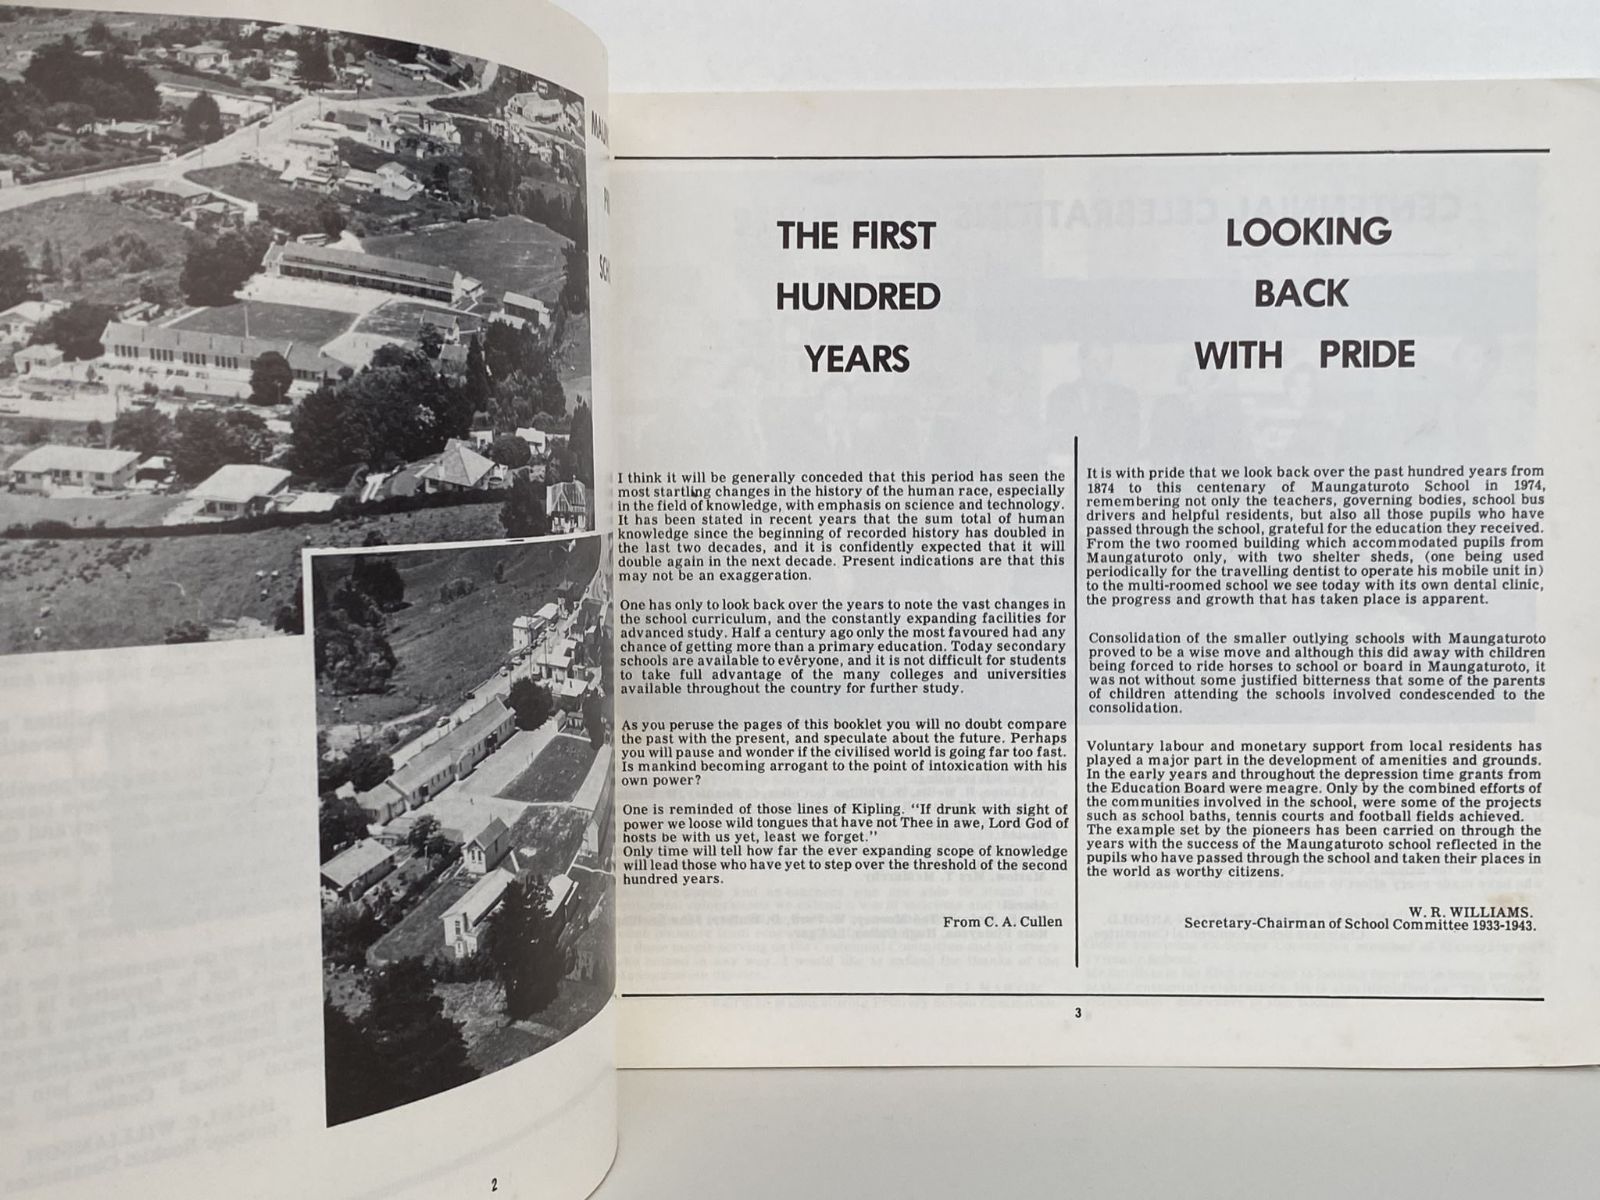 2
THE FIRST
HUNDRED
YEARS
I think it will be generally conceded that this period has seen the
most startling changes in the history of the human race, especially
in the field of knowledge, with emphasis on science and technology.
It has been stated in recent years that the sum total of human
knowledge since the beginning of recorded history has doubled in
the last two decades, and it is confidently expected that it will
double again in the next decade. Present indications are that this
may not be an exaggeration.
One has only to look back over the years to note the vast changes in
the school curriculum, and the constantly expanding facilities for
advanced study. Half a century ago only the most favoured had any
chance of getting more than a primary education. Today secondary
schools are available to everyone, and it is not difficult for students
to take full advantage of the many colleges and universities
available throughout the country for further study.
As you peruse the pages of this booklet you will no doubt compare
the past with the present, and speculate about the future. Perhaps
you will pause and wonder if the civilised world is going far too fast.
Is mankind becoming arrogant to the point of intoxication with his
own power?
One is reminded of those lines of Kipling. "If drunk with sight of
power we loose wild tongues that have not Thee in awe, Lord God of
hosts be with us yet, least we forget."
Only time will tell how far the ever expanding scope of knowledge
will lead those who have yet to step over the threshold of the second
hundred years.
From C. A. Cullen
LOOKING
BACK
WITH PRIDE
It is with pride that we look back over the past hundred years from
1874 to this centenary of Maungaturoto School in 1974,
remembering not only the teachers, governing bodies, school bus
drivers and helpful residents, but also all those pupils who have
passed through the school, grateful for the education they received.
From the two roomed building which accommodated pupils from
Maungaturoto only, with two shelter sheds, (one being used
periodically for the travelling dentist to operate his mobile unit in)
to the multi-roomed school we see today with its own dental clinic,
the progress and growth that has taken place is apparent.
Consolidation of the smaller outlying schools with Maungaturoto
proved to be a wise move and although this did away with children
being forced to ride horses to school or board in Maungaturoto, it
was not without some justified bitterness that some of the parents
of children attending the schools involved condescended to the
consolidation.
Voluntary labour and monetary support from local residents has
played a major part in the development of amenities and grounds.
In the early years and throughout the depression time grants from
the Education Board were meagre. Only by the combined efforts of
the communities involved in the school, were some of the projects
such as school baths, tennis courts and football fields achieved.
The example set by the pioneers has been carried on through the
years with the success of the Maungaturoto school reflected in the
pupils who have passed through the school and taken their places in
the world as worthy citizens.
W. R. WILLIAMS.
Secretary-Chairman of School Committee 1933-1943.
3